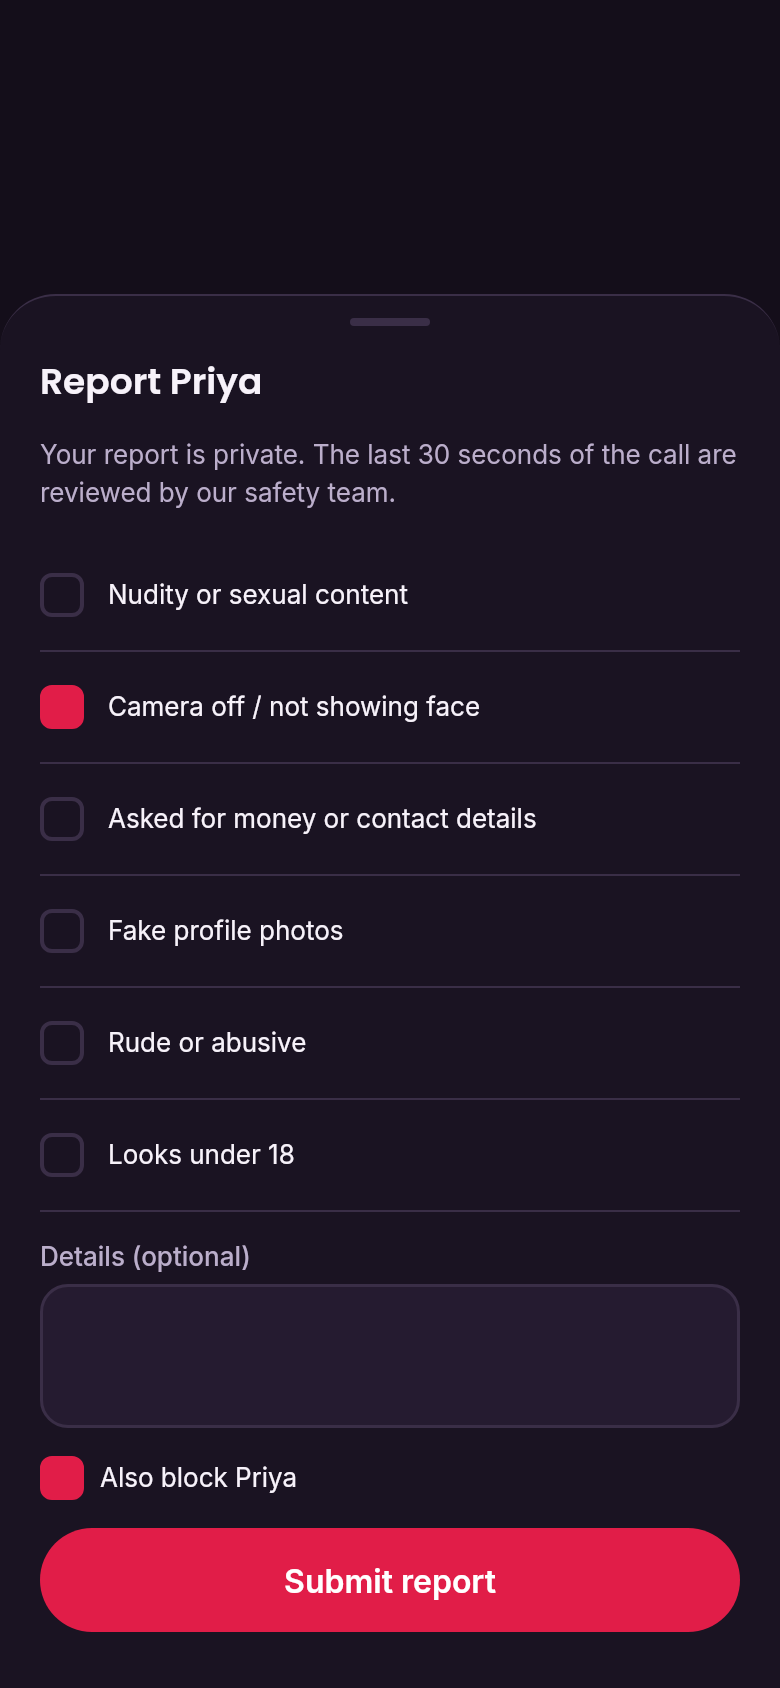 Report Priya
Your report is private. The last 30 seconds of the call are
reviewed by our safety team.
Nudity or sexual content
Camera off / not showing face
Asked for money or contact details
Fake profile photos
Rude or abusive
Looks under 18
Details (optional)
Also block Priya
Submit report